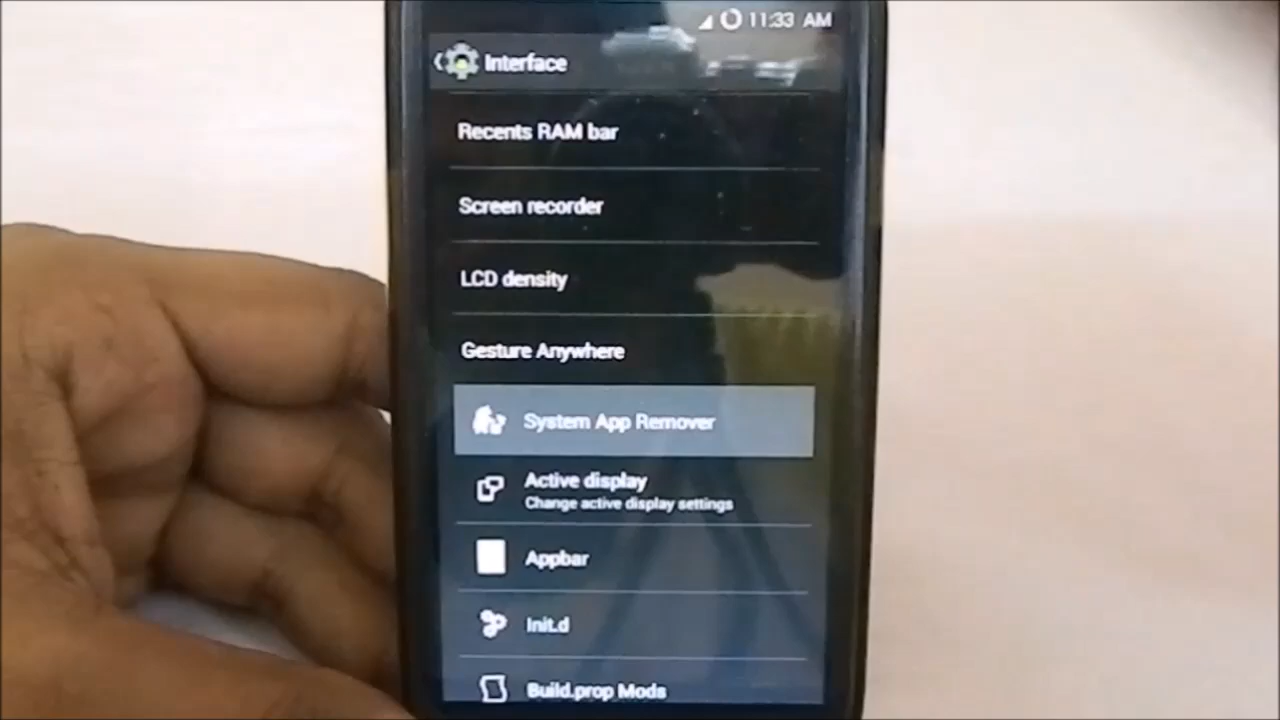 11:33 AM
Interface
Recents RAM bar
Screen recorder
LCD density
Gesture Anywhere
System App Remover
Active display
Change active display settings
Appbar
Init.d
Build.prop Mods